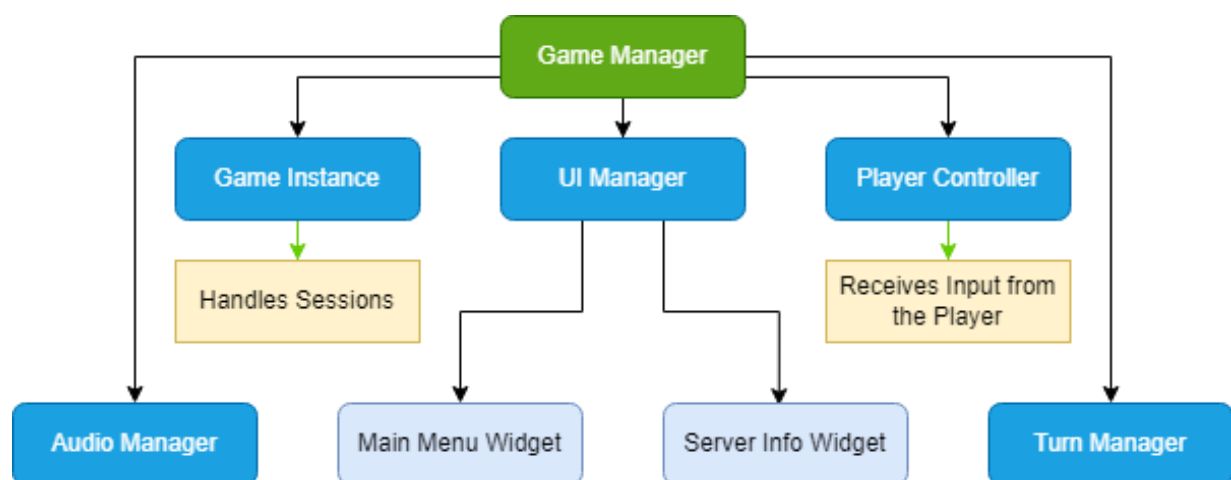 Game Manager
Game Instance
UI Manager
Player Controller
Handles Sessions
Receives Input from
the Player
Audio Manager
Main Menu Widget
Server Info Widget
Turn Manager